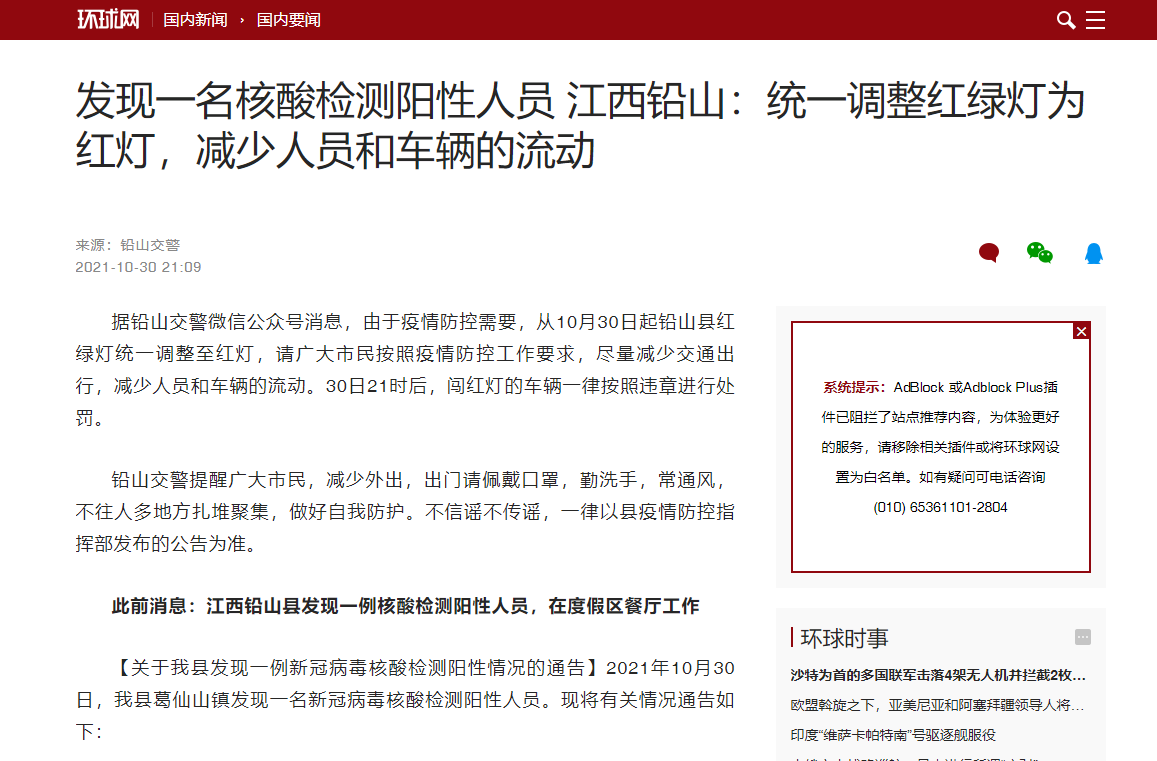 环球网 国内新闻 › 国内要闻
发现一名核酸检测阳性人员 江西铅山：统一调整红绿灯为
红灯，减少人员和车辆的流动
来源：铅山交警
2021-10-30 21:09
据铅山交警微信公众号消息，由于疫情防控需要，从10月30日起铅山县红
绿灯统一调整至红灯，请广大市民按照疫情防控工作要求，尽量减少交通出
行，减少人员和车辆的流动。30日21时后，闯红灯的车辆一律按照违章进行处
罚。
铅山交警提醒广大市民，减少外出，出门请佩戴口罩，勤洗手，常通风，
不往人多地方扎堆聚集，做好自我防护。不信谣不传谣，一律以县疫情防控指
挥部发布的公告为准。
此前消息：江西铅山县发现一例核酸检测阳性人员，在度假区餐厅工作
【关于我县发现一例新冠病毒核酸检测阳性情况的通告】2021年10月30
日，我县葛仙山镇发现一名新冠病毒核酸检测阳性人员。现将有关情况通告如
下：
系统提示：AdBlock 或Adblock Plus插
件已阻拦了站点推荐内容，为体验更好
的服务，请移除相关插件或将环球网设
置为白名单。如有疑问可电话咨询
(010) 65361101-2804
环球时事
沙特为首的多国联军击落4架无人机并拦截2枚...
欧盟斡旋之下，亚美尼亚和阿塞拜疆领导人将...
印度“维萨卡帕特南”号驱逐舰服役